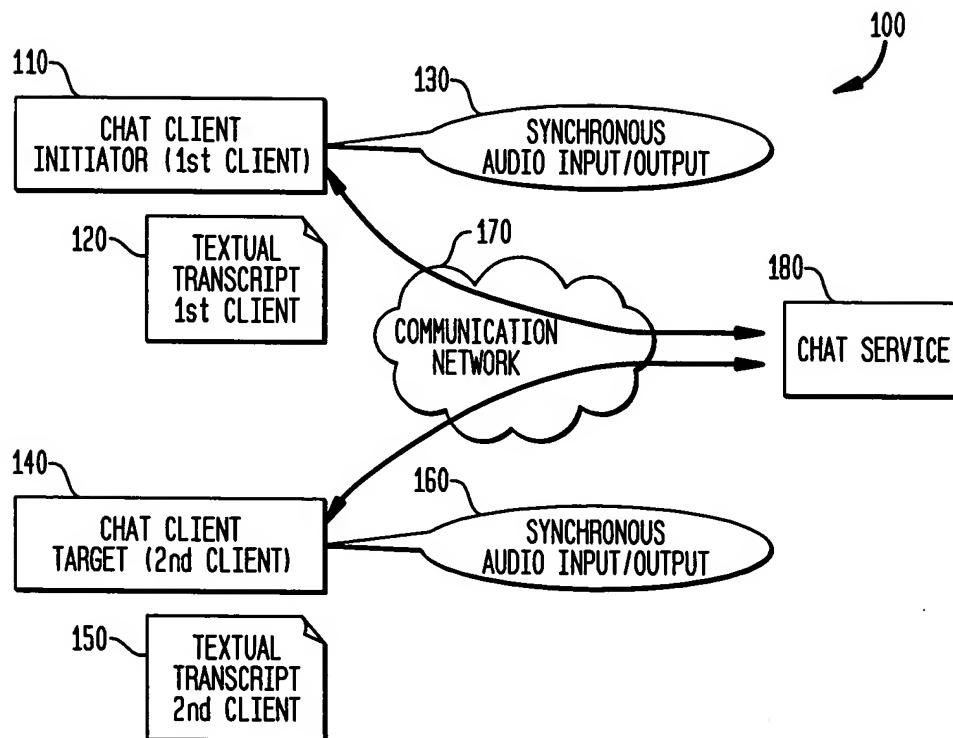 100
110
CHAT CLIENT
INITIATOR (1st CLIENT)
130
SYNCHRONOUS
AUDIO INPUT/OUTPUT
120
TEXTUAL
TRANSCRIPT
1st CLIENT
170
COMMUNICATION
NETWORK
180
CHAT SERVICE
140
CHAT CLIENT
TARGET (2nd CLIENT)
160
SYNCHRONOUS
AUDIO INPUT/OUTPUT
150
TEXTUAL
TRANSCRIPT
2nd CLIENT